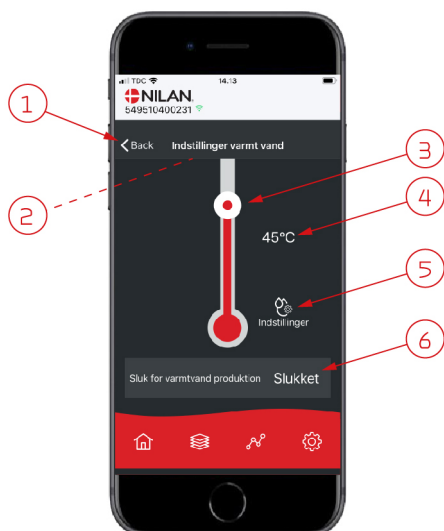 TDC 14.13
NILAN
549510400231
Back Indstillinger varmt vand
45°C
Indstillinger
Sluk for varmtvand produktion Slukket
1
2
3
4
5
6